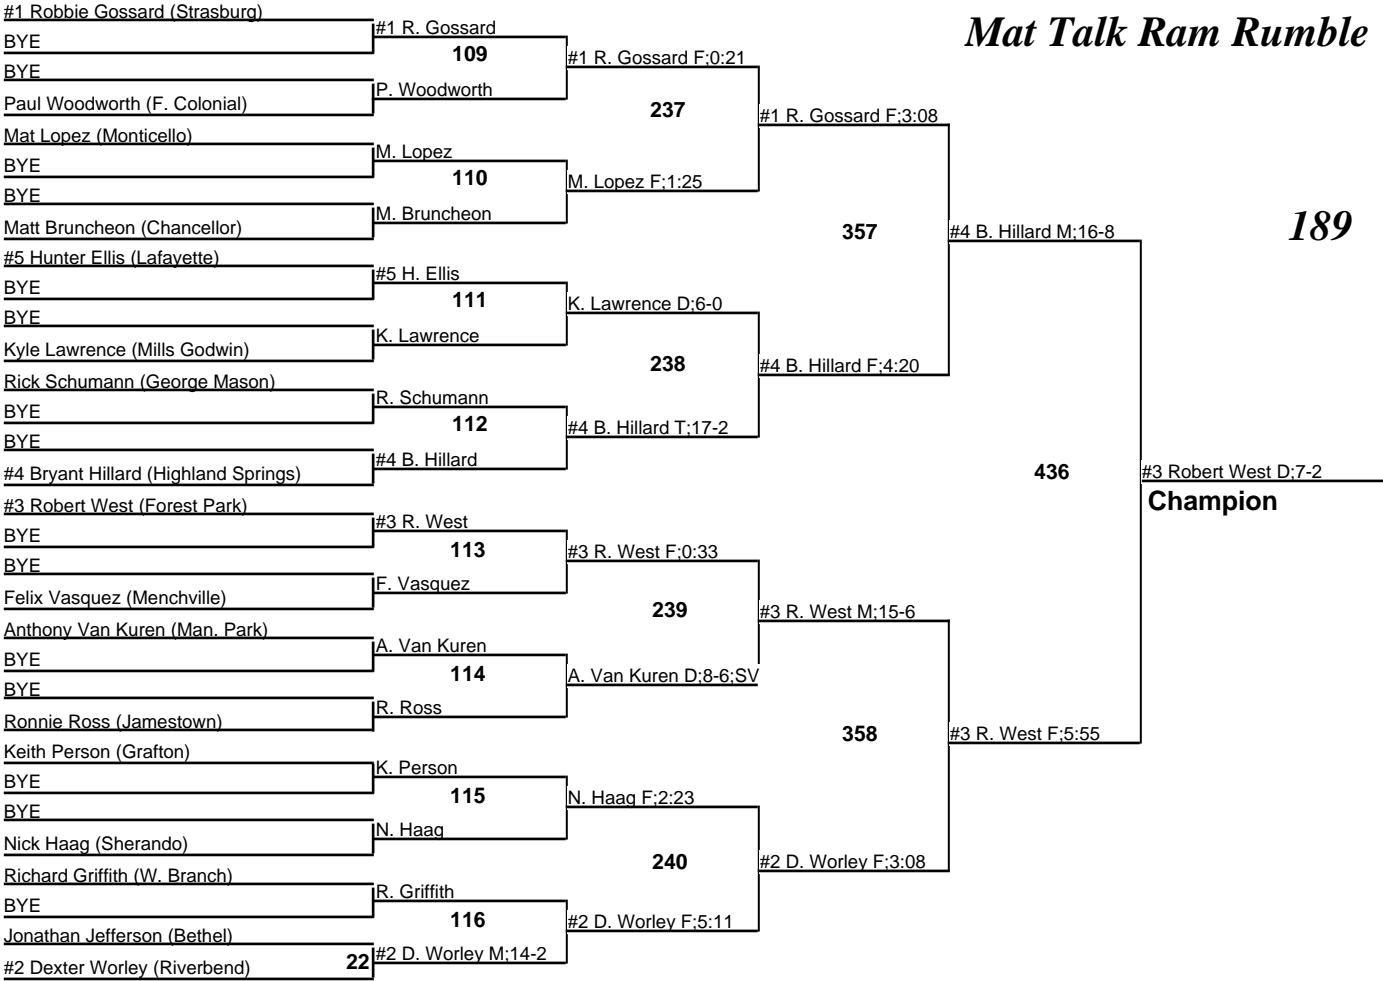 #1 Robbie Gossard (Strasburg)
BYE
BYE
Paul Woodworth (F. Colonial)
Mat Lopez (Monticello)
BYE
BYE
Matt Bruncheon (Chancellor)
#5 Hunter Ellis (Lafayette)
BYE
BYE
Kyle Lawrence (Mills Godwin)
Rick Schumann (George Mason)
BYE
BYE
#4 Bryant Hillard (Highland Springs)
#3 Robert West (Forest Park)
BYE
BYE
Felix Vasquez (Menchville)
Anthony Van Kuren (Man. Park)
BYE
BYE
Ronnie Ross (Jamestown)
Keith Person (Grafton)
BYE
BYE
Nick Haag (Sherando)
Richard Griffith (W. Branch)
BYE
Jonathan Jefferson (Bethel)
#2 Dexter Worley (Riverbend)
22
#1 R. Gossard
109
P. Woodworth
M. Lopez
110
M. Bruncheon
#5 H. Ellis
111
K. Lawrence
R. Schumann
112
#4 B. Hillard
#3 R. West
113
F. Vasquez
A. Van Kuren
114
R. Ross
K. Person
115
N. Haag
R. Griffith
116
#2 D. Worley M;14-2
#1 R. Gossard F;0:21
237
M. Lopez F;1:25
K. Lawrence D;6-0
238
#4 B. Hillard T;17-2
#3 R. West F;0:33
239
A. Van Kuren D;8-6;SV
N. Haag F;2:23
240
#2 D. Worley F;5:11
#1 R. Gossard F;3:08
357
#4 B. Hillard F;4:20
#3 R. West M;15-6
358
#2 D. Worley F;3:08
#4 B. Hillard M;16-8
436
#3 R. West F;5:55
#3 Robert West D;7-2
Champion
Mat Talk Ram Rumble
189